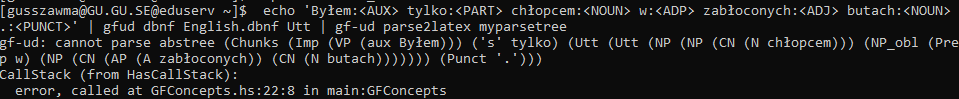 [gusszawma@GU.GU.SE@eduserv ~]$  echo 'Byłem:<AUX> tylko:<PART> chłopcem:<NOUN> w:<ADP> zabłoconych:<ADJ> butach:<NOUN>
.:<PUNCT>' | gfud dbnf English.dbnf Utt | gf-ud parse2latex myparsetree
gf-ud: cannot parse abstree (Chunks (Imp (VP (aux Byłem))) ('s' tylko) (Utt (Utt (NP (NP (CN (N chłopcem))) (NP_obl (Pre
p w) (NP (CN (AP (A zabłoconych)) (CN (N butach))))))) (Punct '.')))
CallStack (from HasCallStack):
  error, called at GFConcepts.hs:22:8 in main:GFConcepts